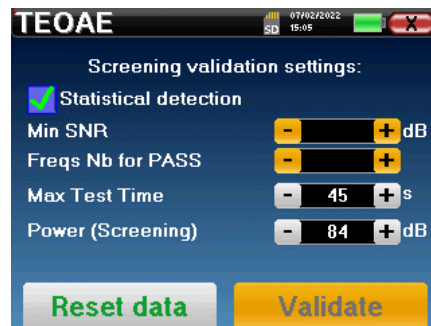 TEOAE
SD
07/02/2022
15:05
X
Screening validation settings:
Statistical detection
Min SNR - + dB
Freqs Nb for PASS - +
Max Test Time - 45 + s
Power (Screening) - 84 + dB
Reset data Validate